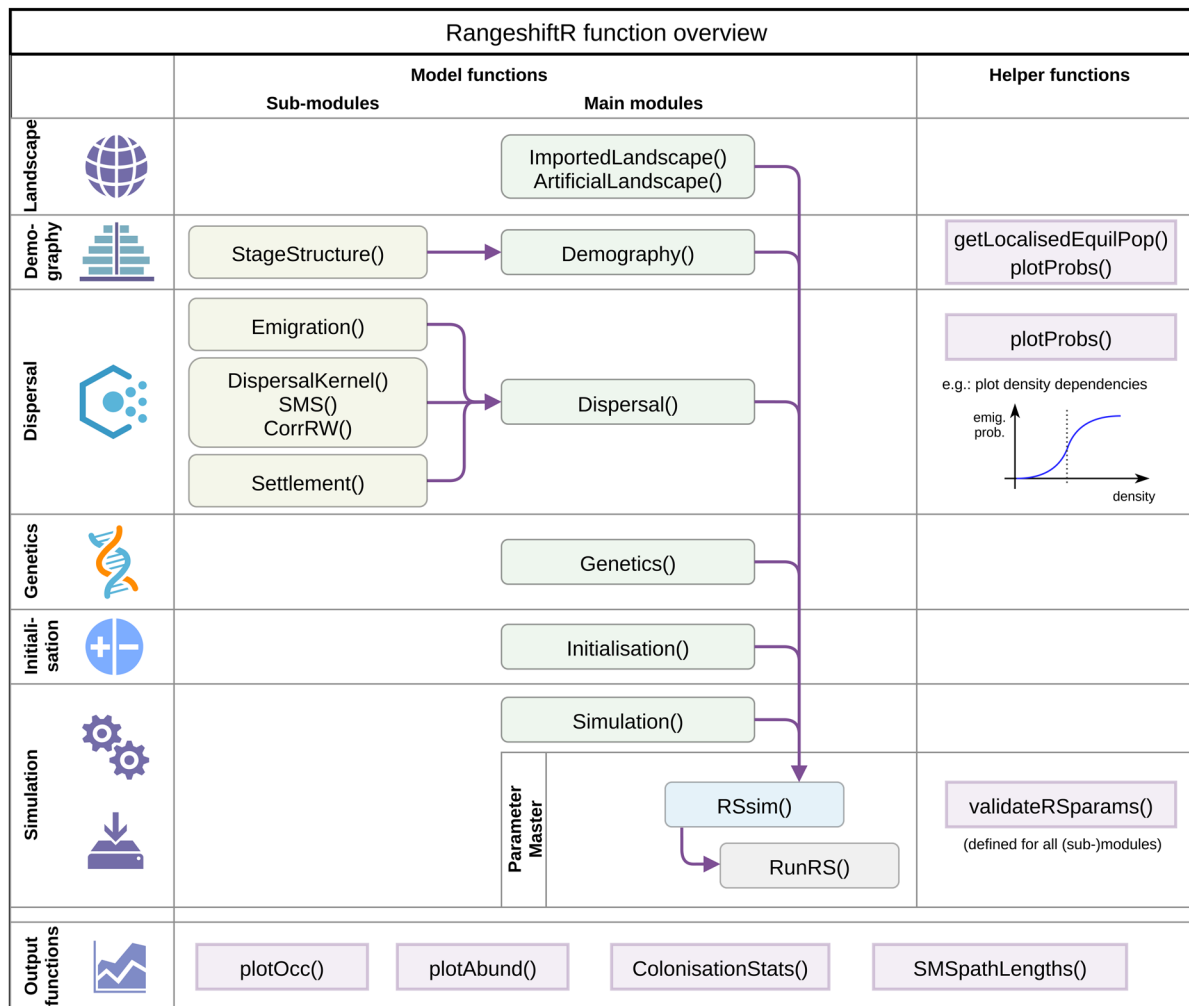 RangeshiftR function overview
Model functions
Helper functions
Sub-modules
Main modules
Landscape
ImportedLandscape()
ArtificialLandscape()
Demo-
graphy
StageStructure()
Demography()
getLocalisedEquilPop()
plotProbs()
Dispersal
Emigration()
DispersalKernel()
SMS()
CorrRW()
Settlement()
Dispersal()
plotProbs()
e.g.: plot density dependencies
emig.
prob.
density
Genetics
Genetics()
Initiali-
sation
Initialisation()
Simulation
Simulation()
Parameter
Master
RSsim()
RunRS()
validateRSparams()
(defined for all (sub-)modules)
Output
functions
plotOcc()
plotAbund()
ColonisationStats()
SMSpathLengths()